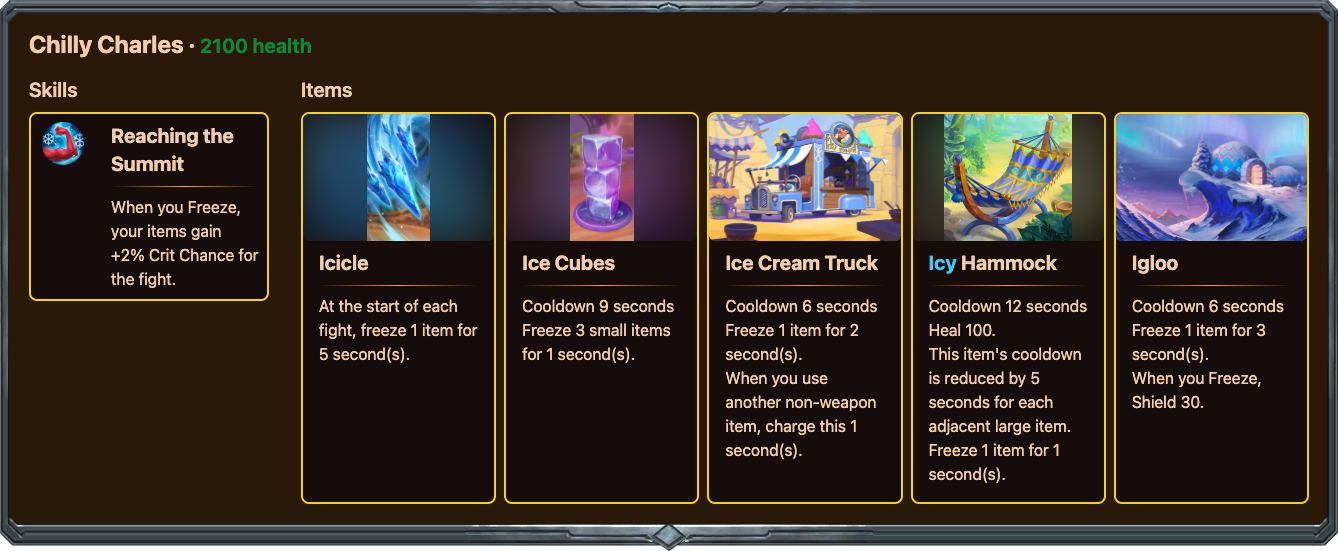 Chilly Charles · 2100 health
Skills
Reaching the
Summit
When you Freeze,
your items gain
+2% Crit Chance for
the fight.
Items
Icicle
At the start of each
fight, freeze 1 item for
5 second(s).
Ice Cubes
Cooldown 9 seconds
Freeze 3 small items
for 1 second(s).
Ice Cream Truck
Cooldown 6 seconds
Freeze 1 item for 2
second(s).
When you use
another non-weapon
item, charge this 1
second(s).
Icy Hammock
Cooldown 12 seconds
Heal 100.
This item's cooldown
is reduced by 5
seconds for each
adjacent large item.
Freeze 1 item for 1
second(s).
Igloo
Cooldown 6 seconds
Freeze 1 item for 3
second(s).
When you Freeze,
Shield 30.